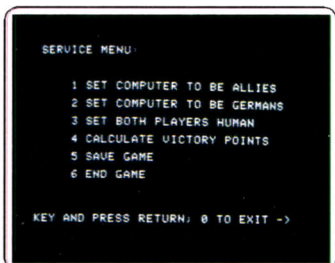 SERVICE MENU:
1 SET COMPUTER TO BE ALLIES
2 SET COMPUTER TO BE GERMANS
3 SET BOTH PLAYERS HUMAN
4 CALCULATE VICTORY POINTS
5 SAVE GAME
6 END GAME
KEY AND PRESS RETURN; 0 TO EXIT ->